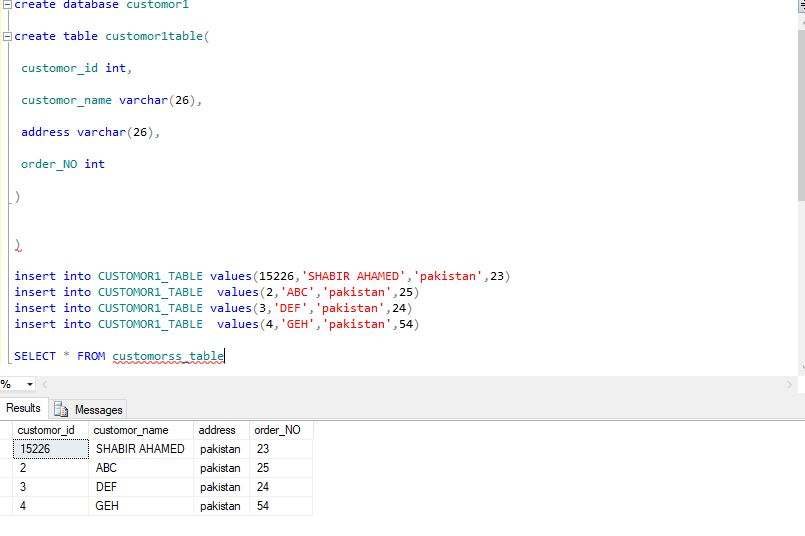 create database customor1
create table customor1table(
customor_id int,
customor_name varchar(26),
address varchar(26),
order_NO int
)
)
insert into CUSTOMOR1_TABLE values(15226,'SHABIR AHAMED','pakistan',23)
insert into CUSTOMOR1_TABLE  values(2,'ABC','pakistan',25)
insert into CUSTOMOR1_TABLE values(3,'DEF','pakistan',24)
insert into CUSTOMOR1_TABLE  values(4,'GEH','pakistan',54)
SELECT * FROM customorss_table
%
Results Messages
customor_id customor_name address order_NO
15226 SHABIR AHAMED pakistan 23
2 ABC pakistan 25
3 DEF pakistan 24
4 GEH pakistan 54